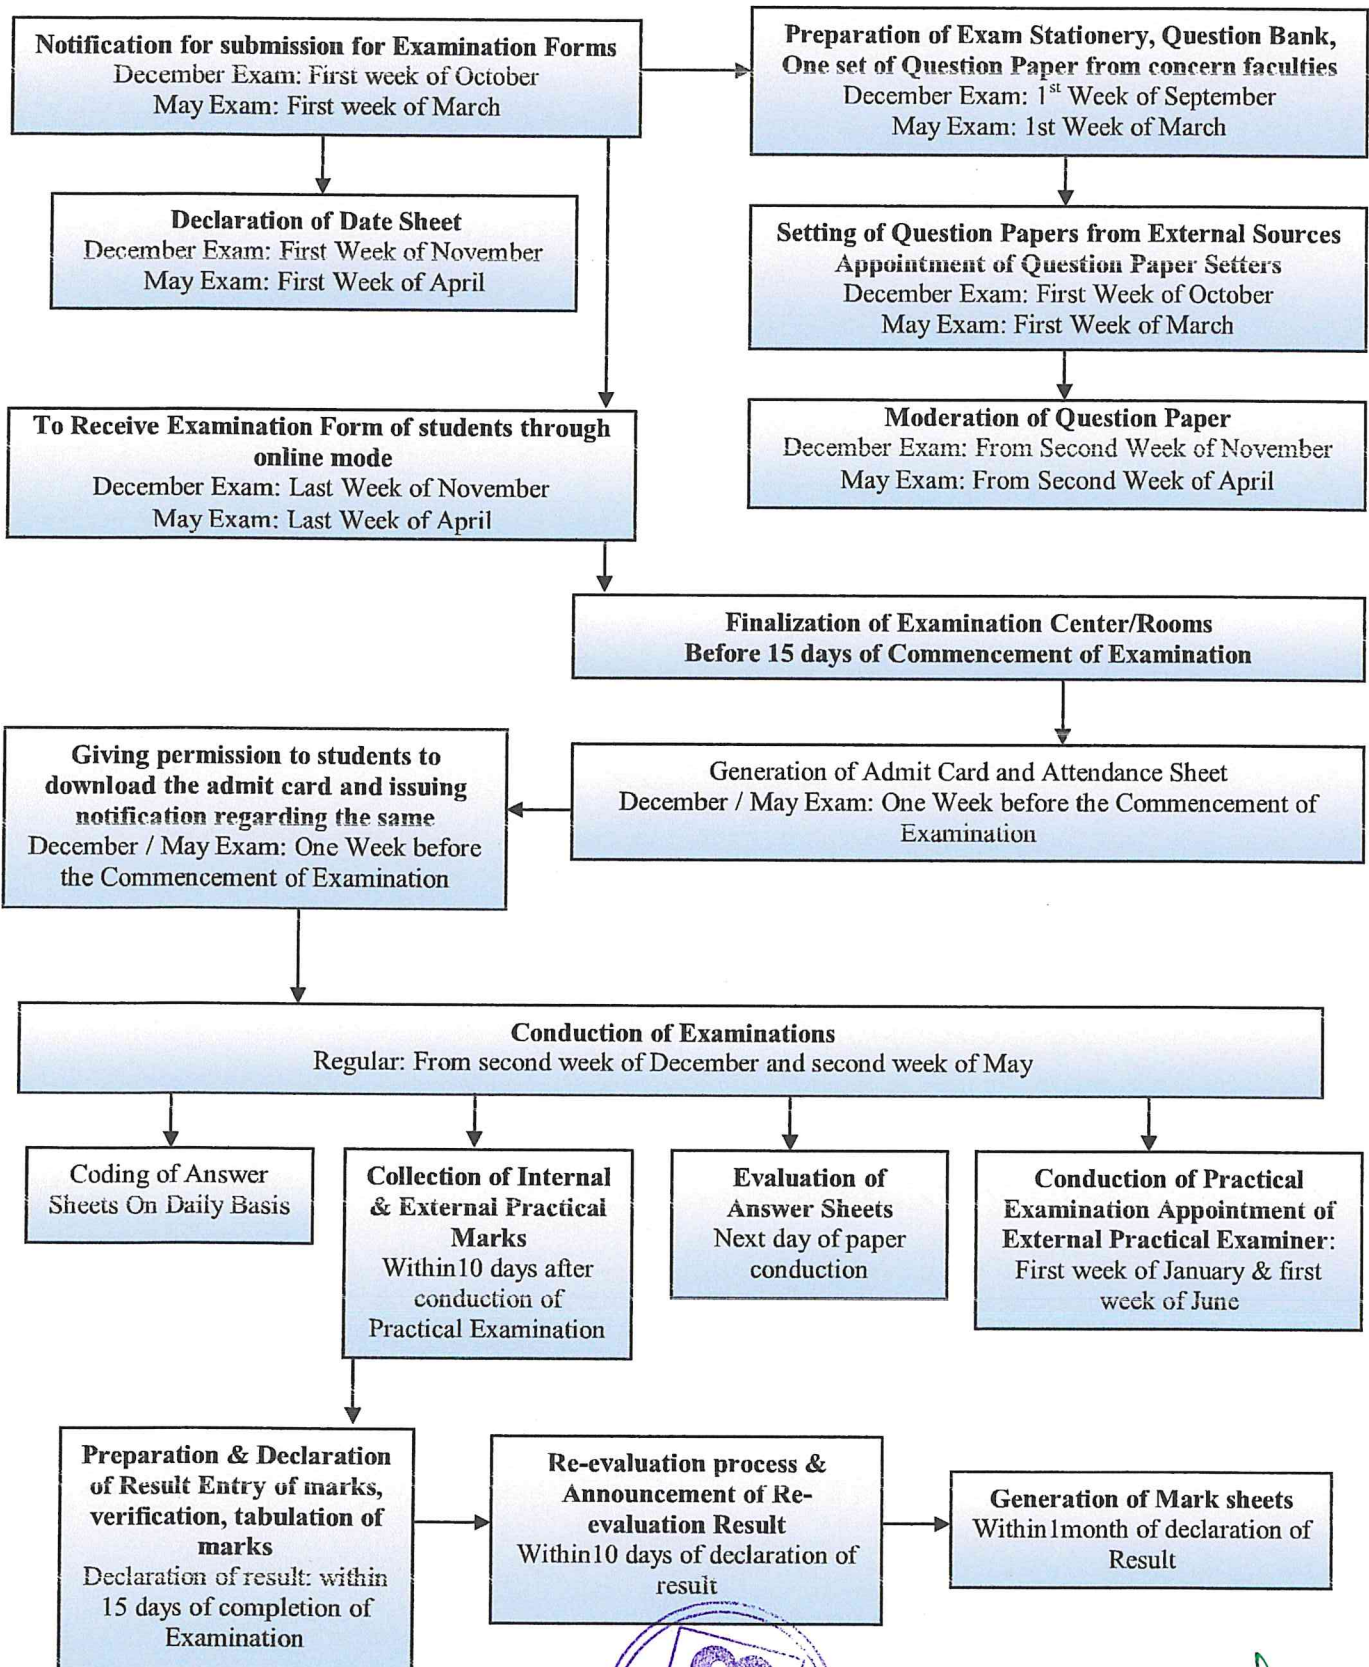 Notification for submission for Examination Forms
December Exam: First week of October
May Exam: First week of March
Preparation of Exam Stationery, Question Bank,
One set of Question Paper from concern faculties
December Exam: 1st Week of September
May Exam: 1st Week of March
Declaration of Date Sheet
December Exam: First Week of November
May Exam: First Week of April
Setting of Question Papers from External Sources
Appointment of Question Paper Setters
December Exam: First Week of October
May Exam: First Week of March
To Receive Examination Form of students through
online mode
December Exam: Last Week of November
May Exam: Last Week of April
Moderation of Question Paper
December Exam: From Second Week of November
May Exam: From Second Week of April
Finalization of Examination Center/Rooms
Before 15 days of Commencement of Examination
Giving permission to students to
download the admit card and issuing
notification regarding the same
December / May Exam: One Week before
the Commencement of Examination
Generation of Admit Card and Attendance Sheet
December / May Exam: One Week before the Commencement of
Examination
Conduction of Examinations
Regular: From second week of December and second week of May
Coding of Answer
Sheets On Daily Basis
Collection of Internal
& External Practical
Marks
Within10 days after
conduction of
Practical Examination
Evaluation of
Answer Sheets
Next day of paper
conduction
Conduction of Practical
Examination Appointment of
External Practical Examiner:
First week of January & first
week of June
Preparation & Declaration
of Result Entry of marks,
verification, tabulation of
marks
Declaration of result: within
15 days of completion of
Examination
Re-evaluation process &
Announcement of Re-
evaluation Result
Within10 days of declaration of
result
Generation of Mark sheets
Within1month of declaration of
Result